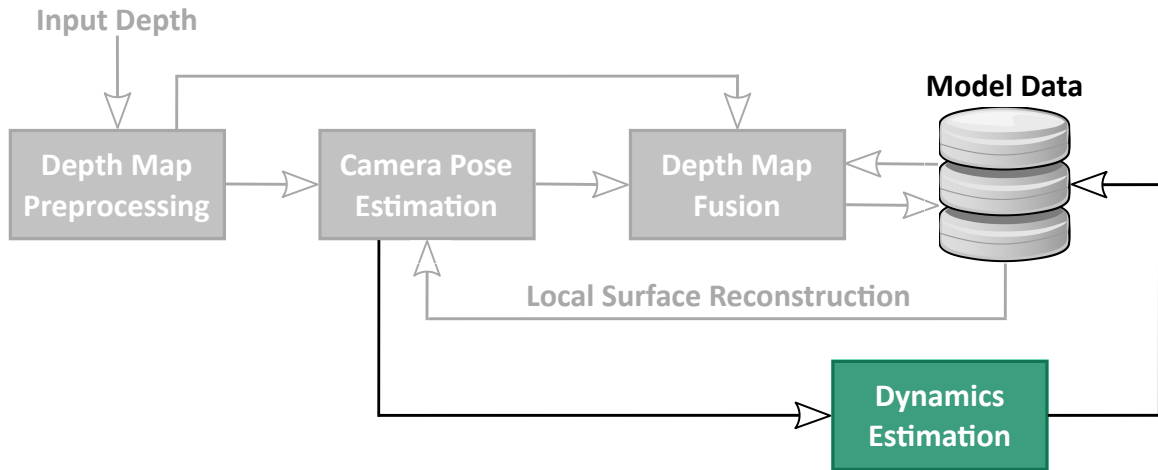 Input Depth
Model Data
Depth Map
Preprocessing
Camera Pose
Estimation
Depth Map
Fusion
Local Surface Reconstruction
Dynamics
Estimation